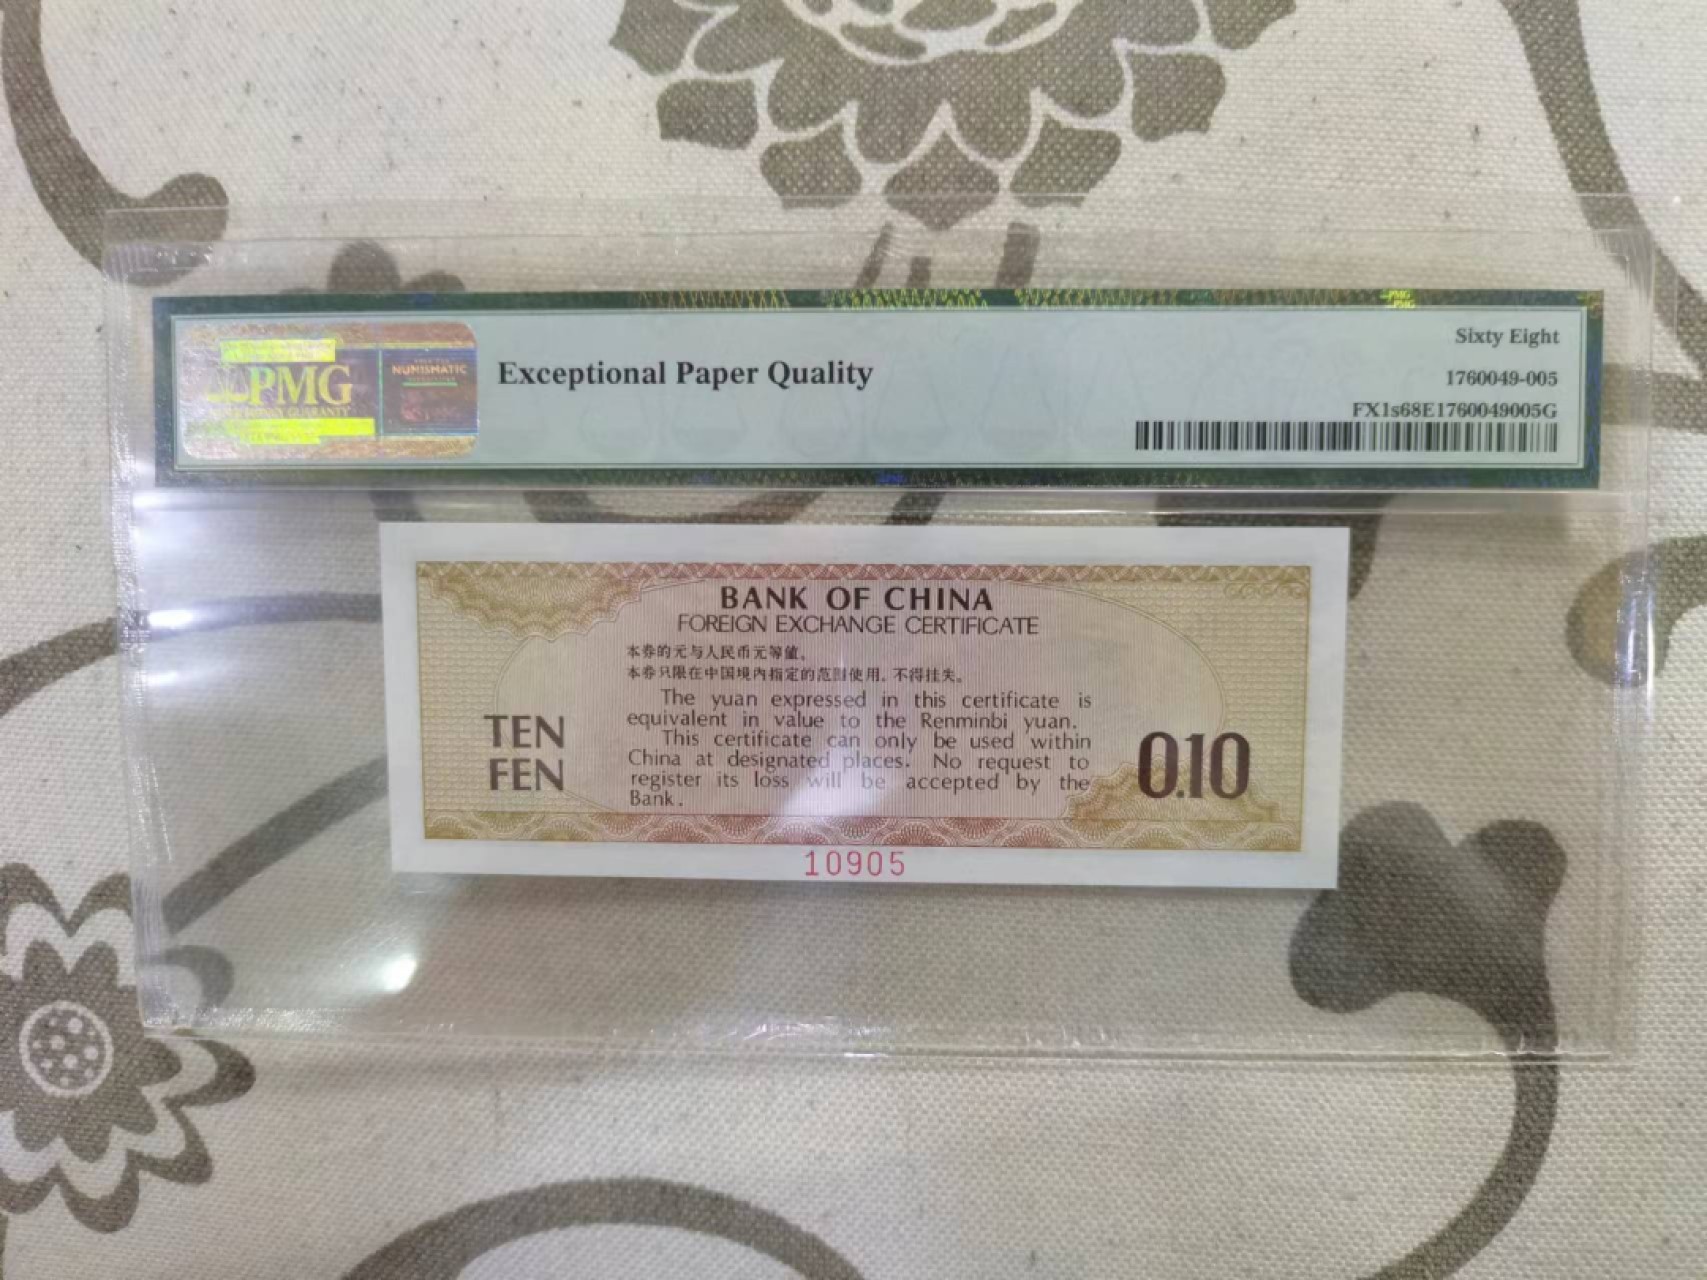 PMG
NUMISMATIC
Exceptional Paper Quality
Sixty Eight
1760049-005
FX1s68E1760049005G
BANK OF CHINA
FOREIGN EXCHANGE CERTIFICATE
本券的元与人民币元等值。
本券只限在中国境内指定的范围使用,不得挂失。
The yuan expressed in this certificate is
equivalent in value to the Renminbi yuan.
This certificate can only be used within
China at designated places. No request to
register its loss will be accepted by the
Bank.
TEN
FEN
0.10
10905